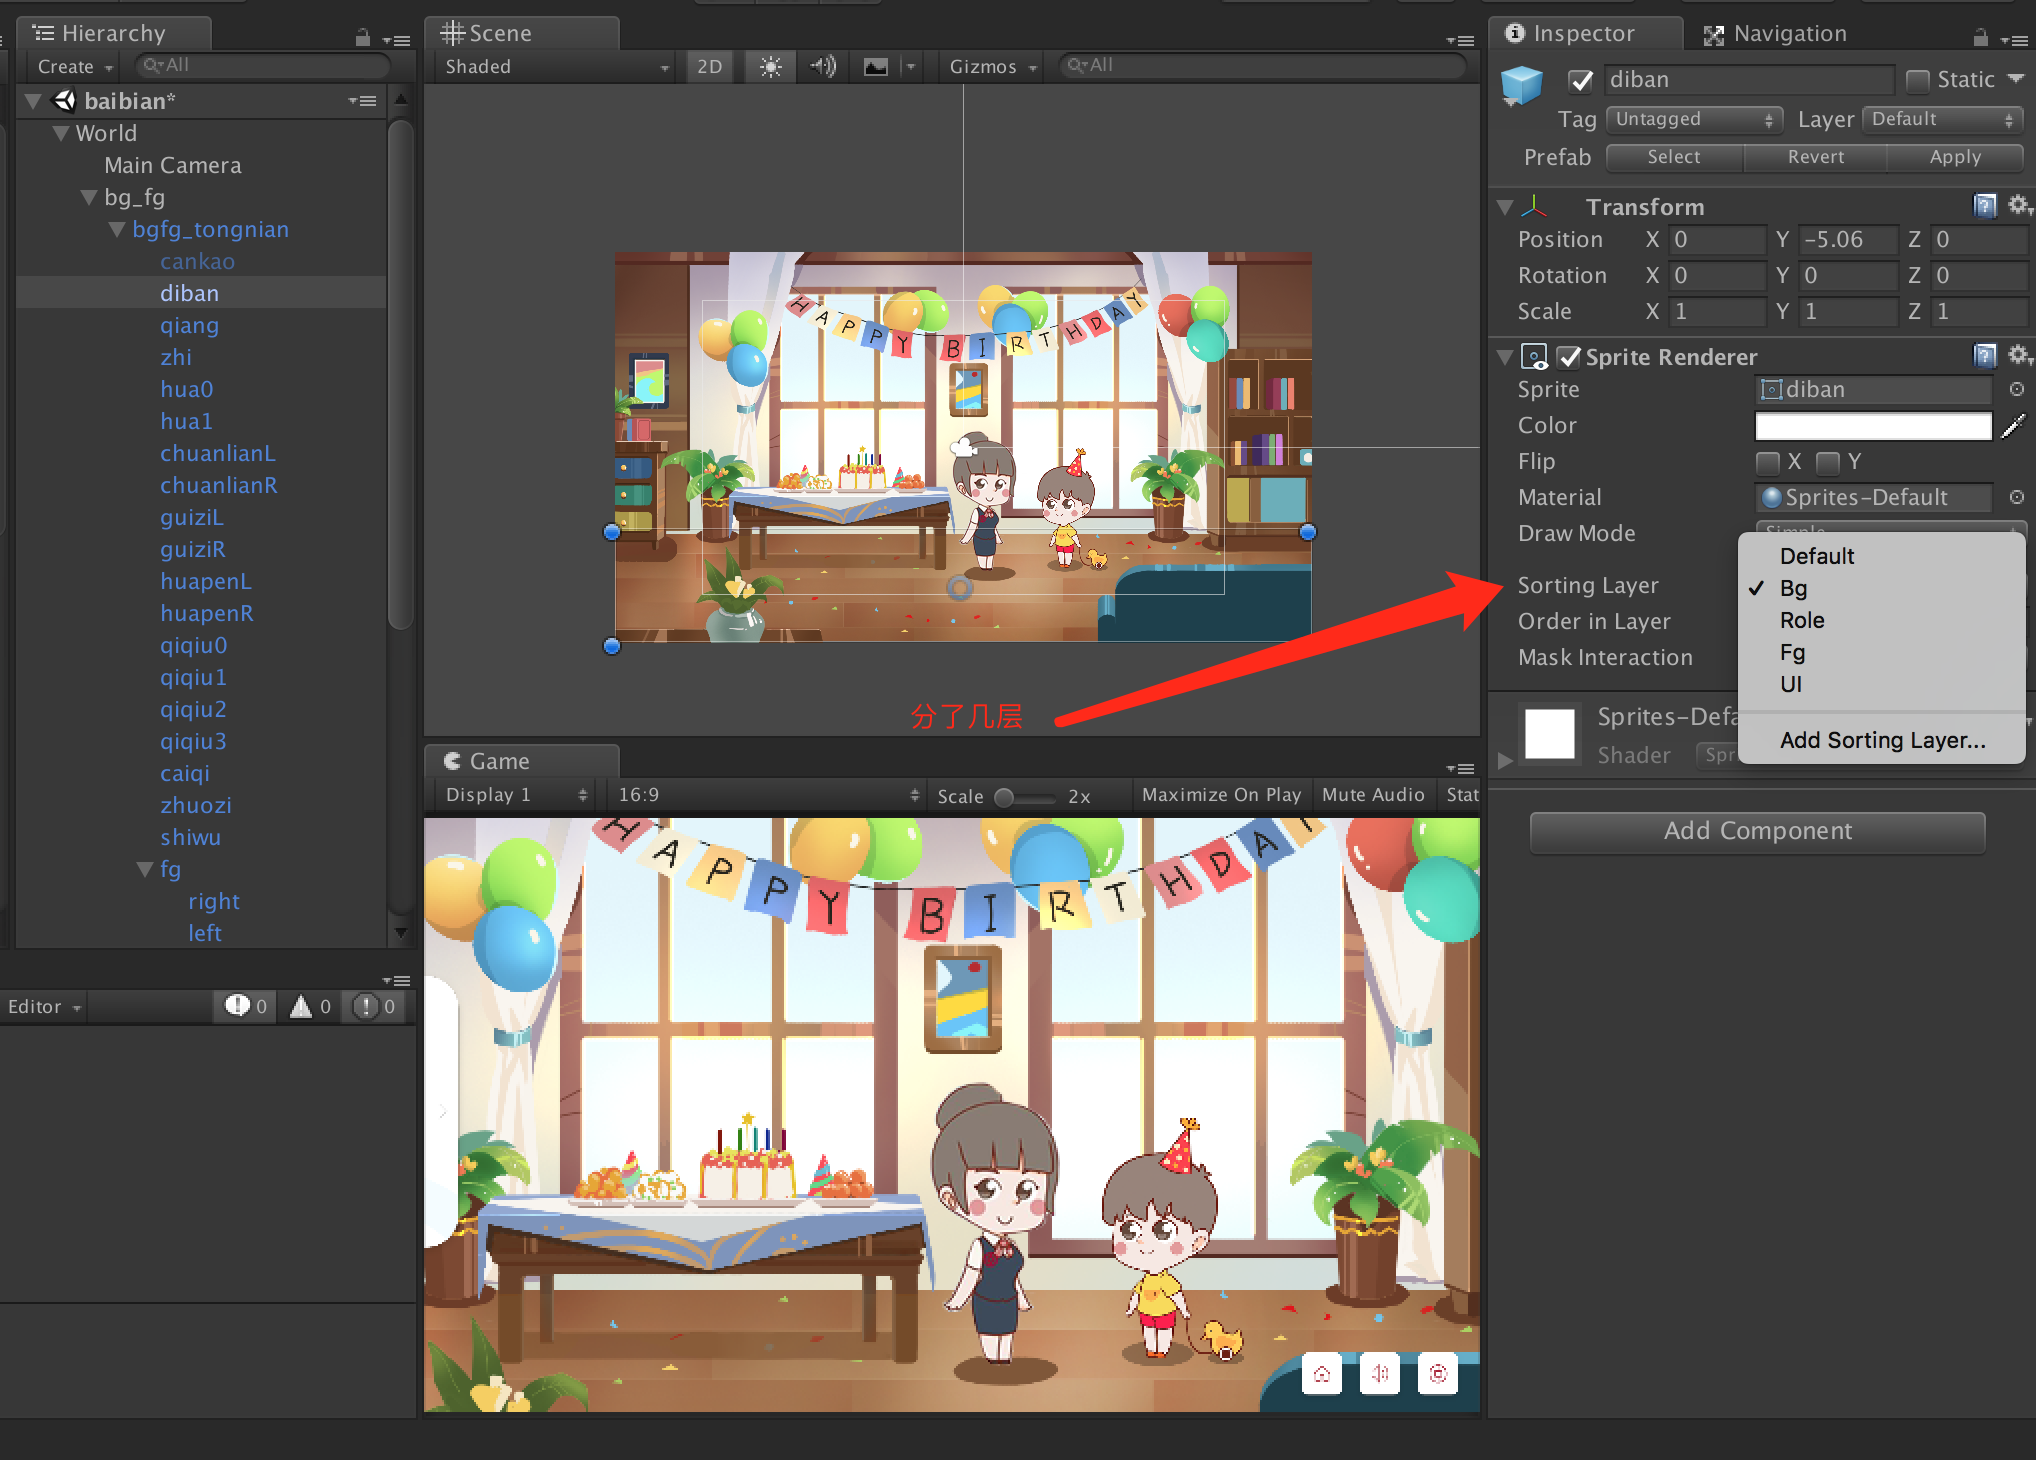 Hierarchy
Create
All
baibian*
World
Main Camera
bg_fg
bgfg_tongnian
cankao
diban
qiang
zhi
hua0
hua1
chuanlianL
chuanlianR
guiziL
guiziR
huapenL
huapenR
qiqiu0
qiqiu1
qiqiu2
qiqiu3
caiqi
zhuozi
shiwu
fg
right
left
Editor
0
0
0
Scene
Shaded
2D
Gizmos
All
HAPPY BIRTHDAY
分了几层
Game
Display 1
16:9
Scale
2x
Maximize On Play
Mute Audio
Stat
HAPPY BIRTHDAY
Inspector
Navigation
diban
Static
Tag
Untagged
Layer
Default
Prefab
Select
Revert
Apply
Transform
Position X 0 Y -5.06 Z 0
Rotation X 0 Y 0 Z 0
Scale X 1 Y 1 Z 1
Sprite Renderer
Sprite
diban
Color
Flip
X
Y
Material
Sprites-Default
Draw Mode
Simple
Sorting Layer
Order in Layer
Mask Interaction
Default
✓ Bg
Role
Fg
UI
Add Sorting Layer...
Sprites-Defa
Shader
Spr
Add Component